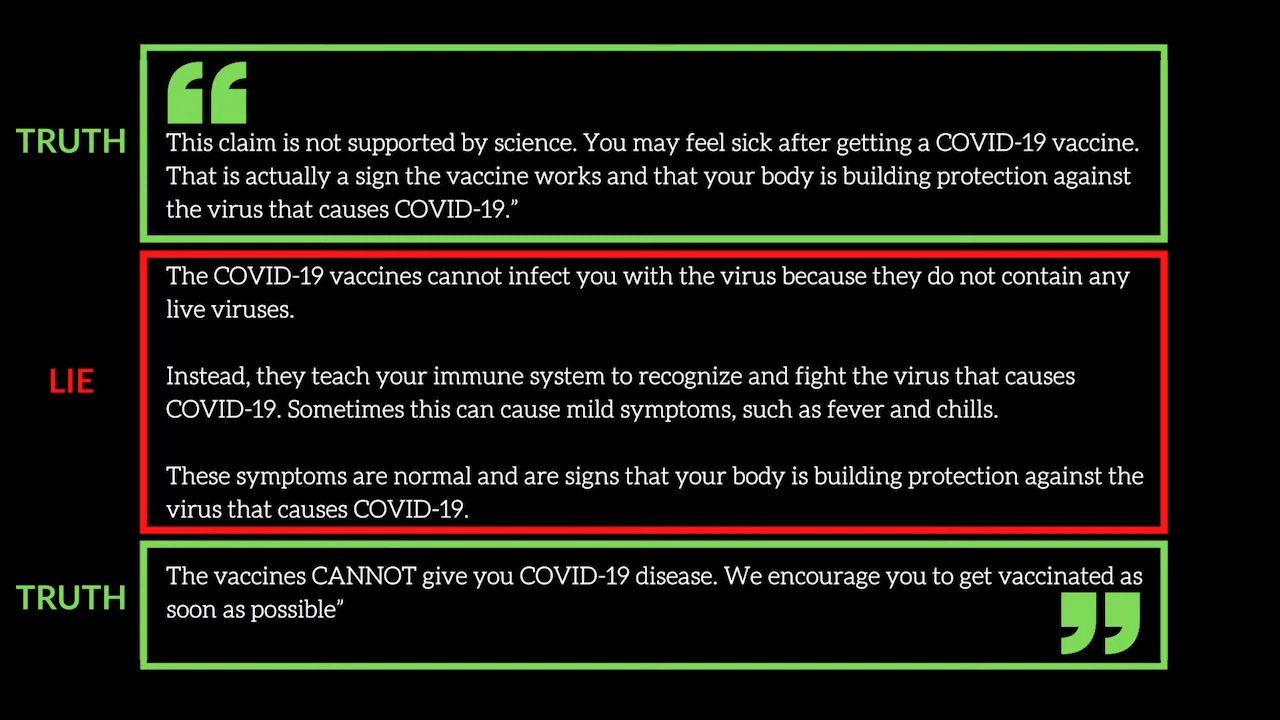 “
TRUTH
This claim is not supported by science. You may feel sick after getting a COVID-19 vaccine.
That is actually a sign the vaccine works and that your body is building protection against
the virus that causes COVID-19.”
The COVID-19 vaccines cannot infect you with the virus because they do not contain any
live viruses.
LIE
Instead, they teach your immune system to recognize and fight the virus that causes
COVID-19. Sometimes this can cause mild symptoms, such as fever and chills.
These symptoms are normal and are signs that your body is building protection against the
virus that causes COVID-19.
TRUTH
The vaccines CANNOT give you COVID-19 disease. We encourage you to get vaccinated as
soon as possible”
”